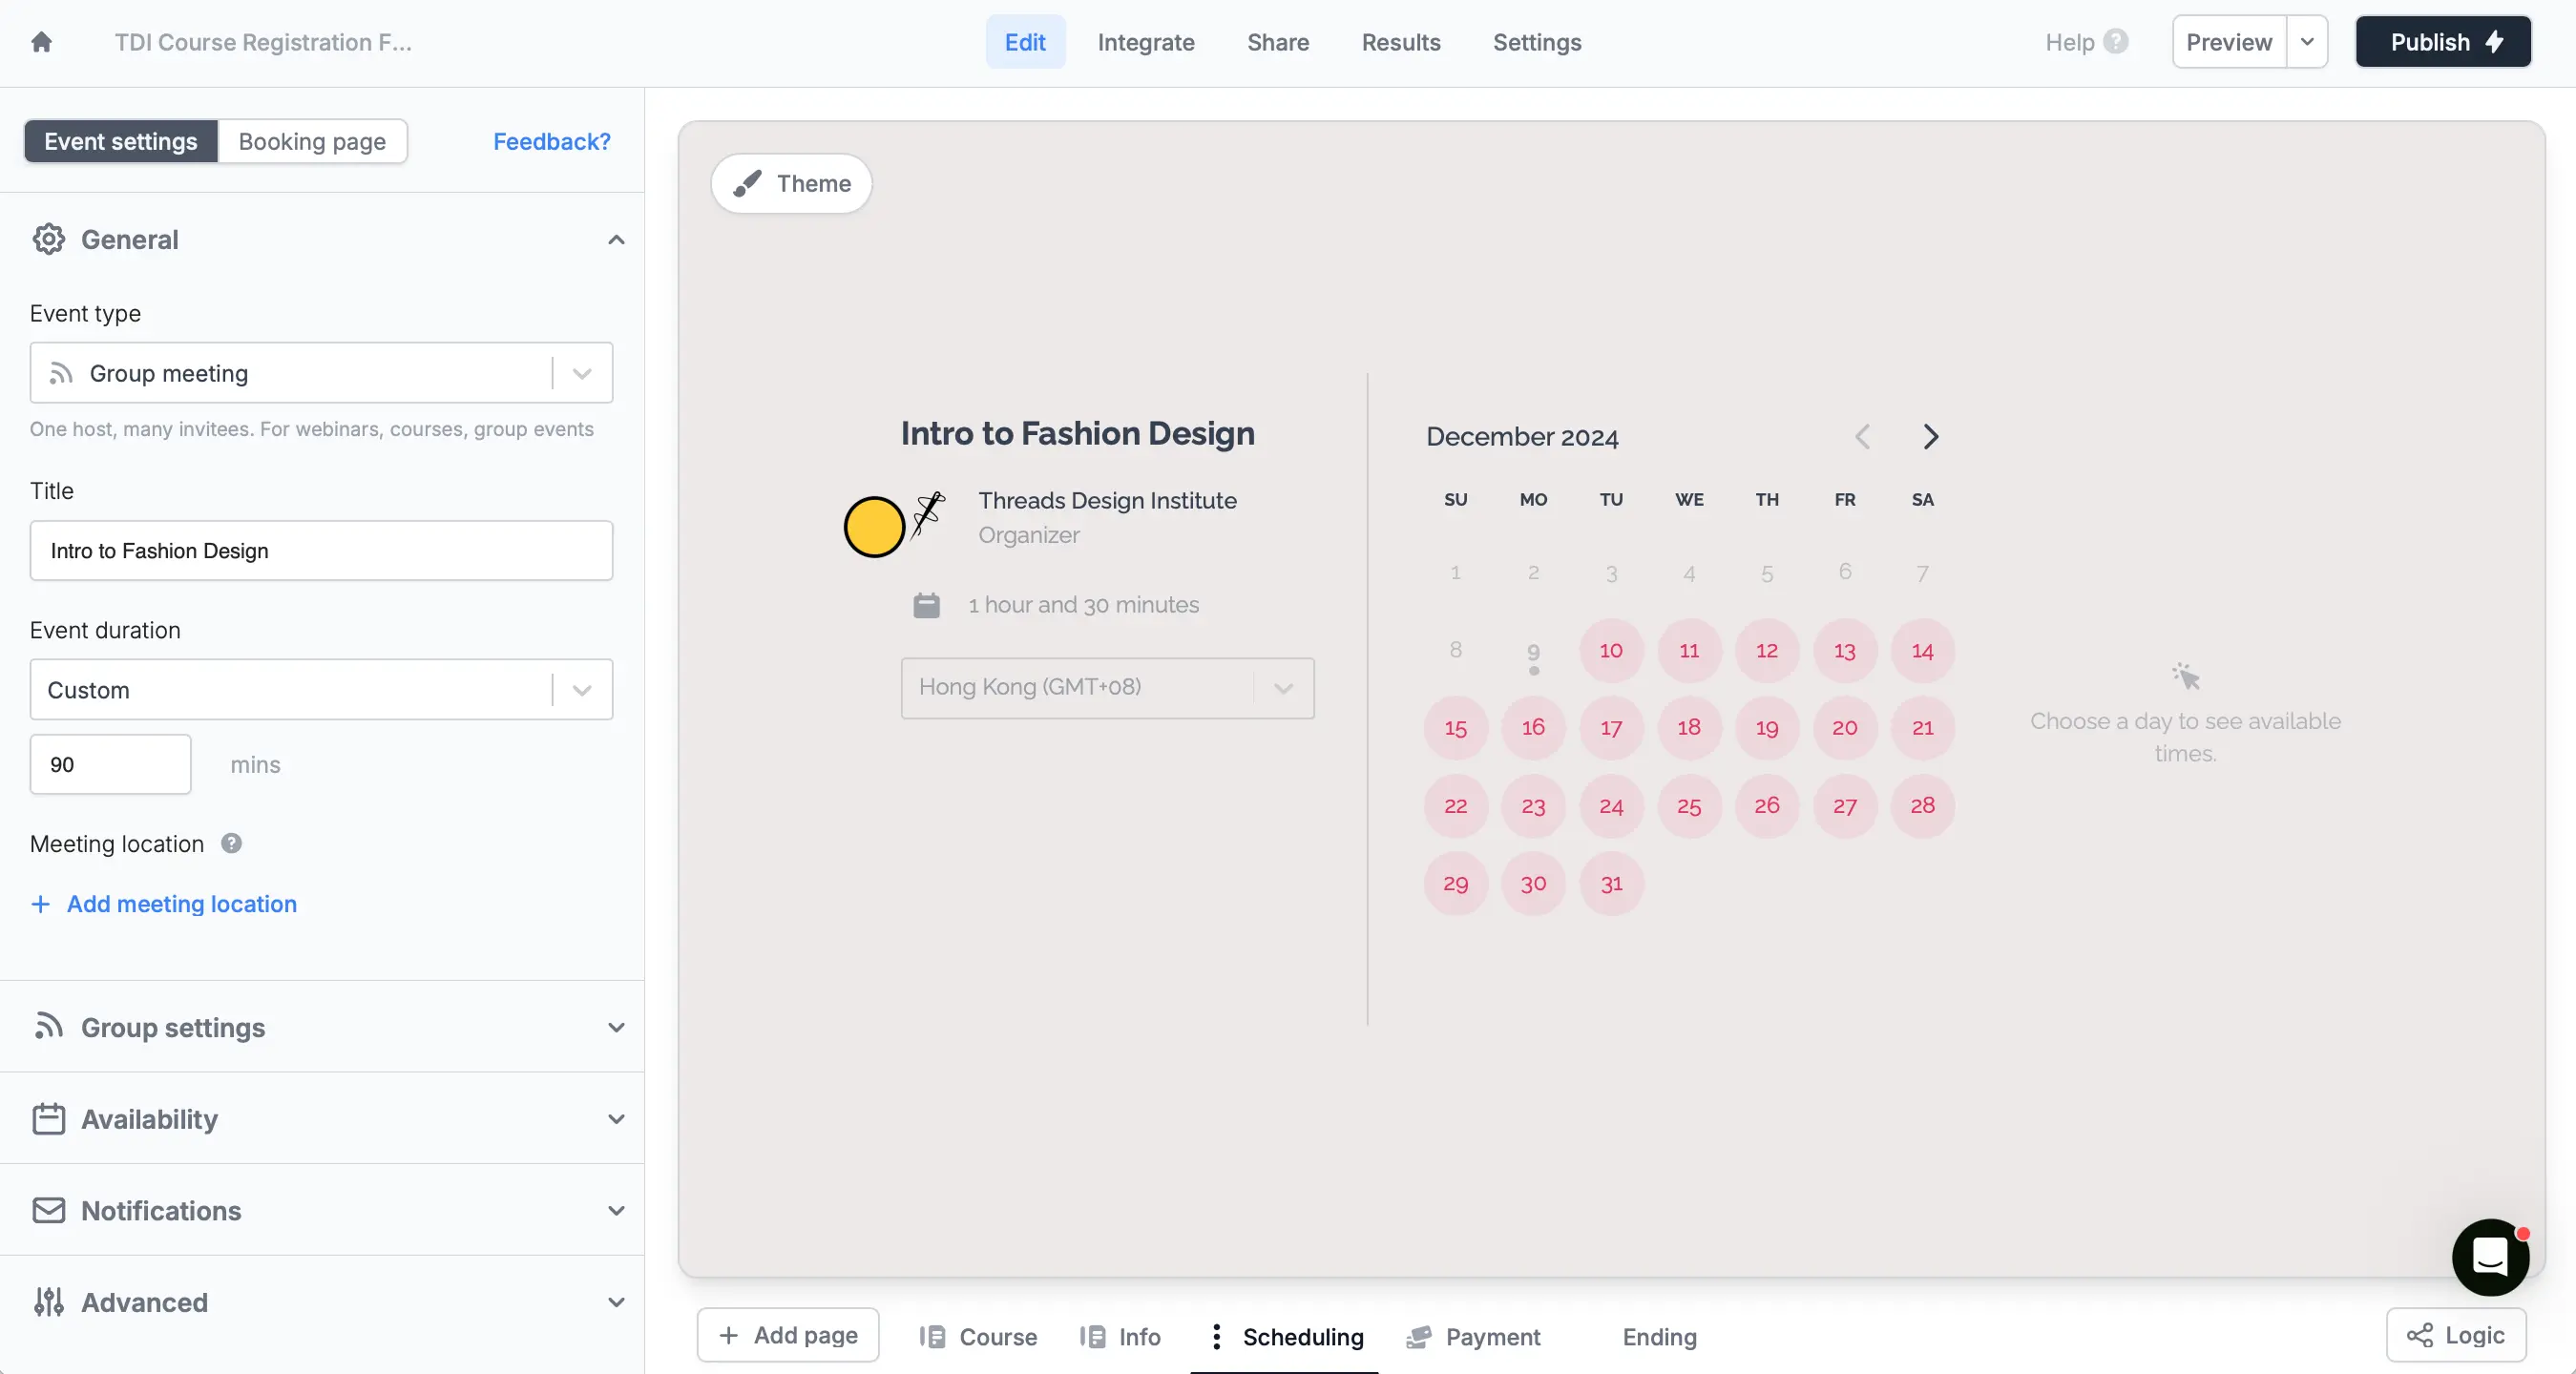 TDI Course Registration F...
Edit
Integrate
Share
Results
Settings
Help ?
Preview
Publish
Event settings
Booking page
Feedback?
General
Event type
Group meeting
One host, many invitees. For webinars, courses, group events
Title
Intro to Fashion Design
Event duration
Custom
90 mins
Meeting location ?
+ Add meeting location
Group settings
Availability
Notifications
Advanced
Theme
Intro to Fashion Design
Threads Design Institute
Organizer
1 hour and 30 minutes
Hong Kong (GMT+08)
December 2024
SU MO TU WE TH FR SA
1 2 3 4 5 6 7
8 9 10 11 12 13 14
15 16 17 18 19 20 21
22 23 24 25 26 27 28
29 30 31
Choose a day to see available
times.
+ Add page
Course
Info
Scheduling
Payment
Ending
Logic